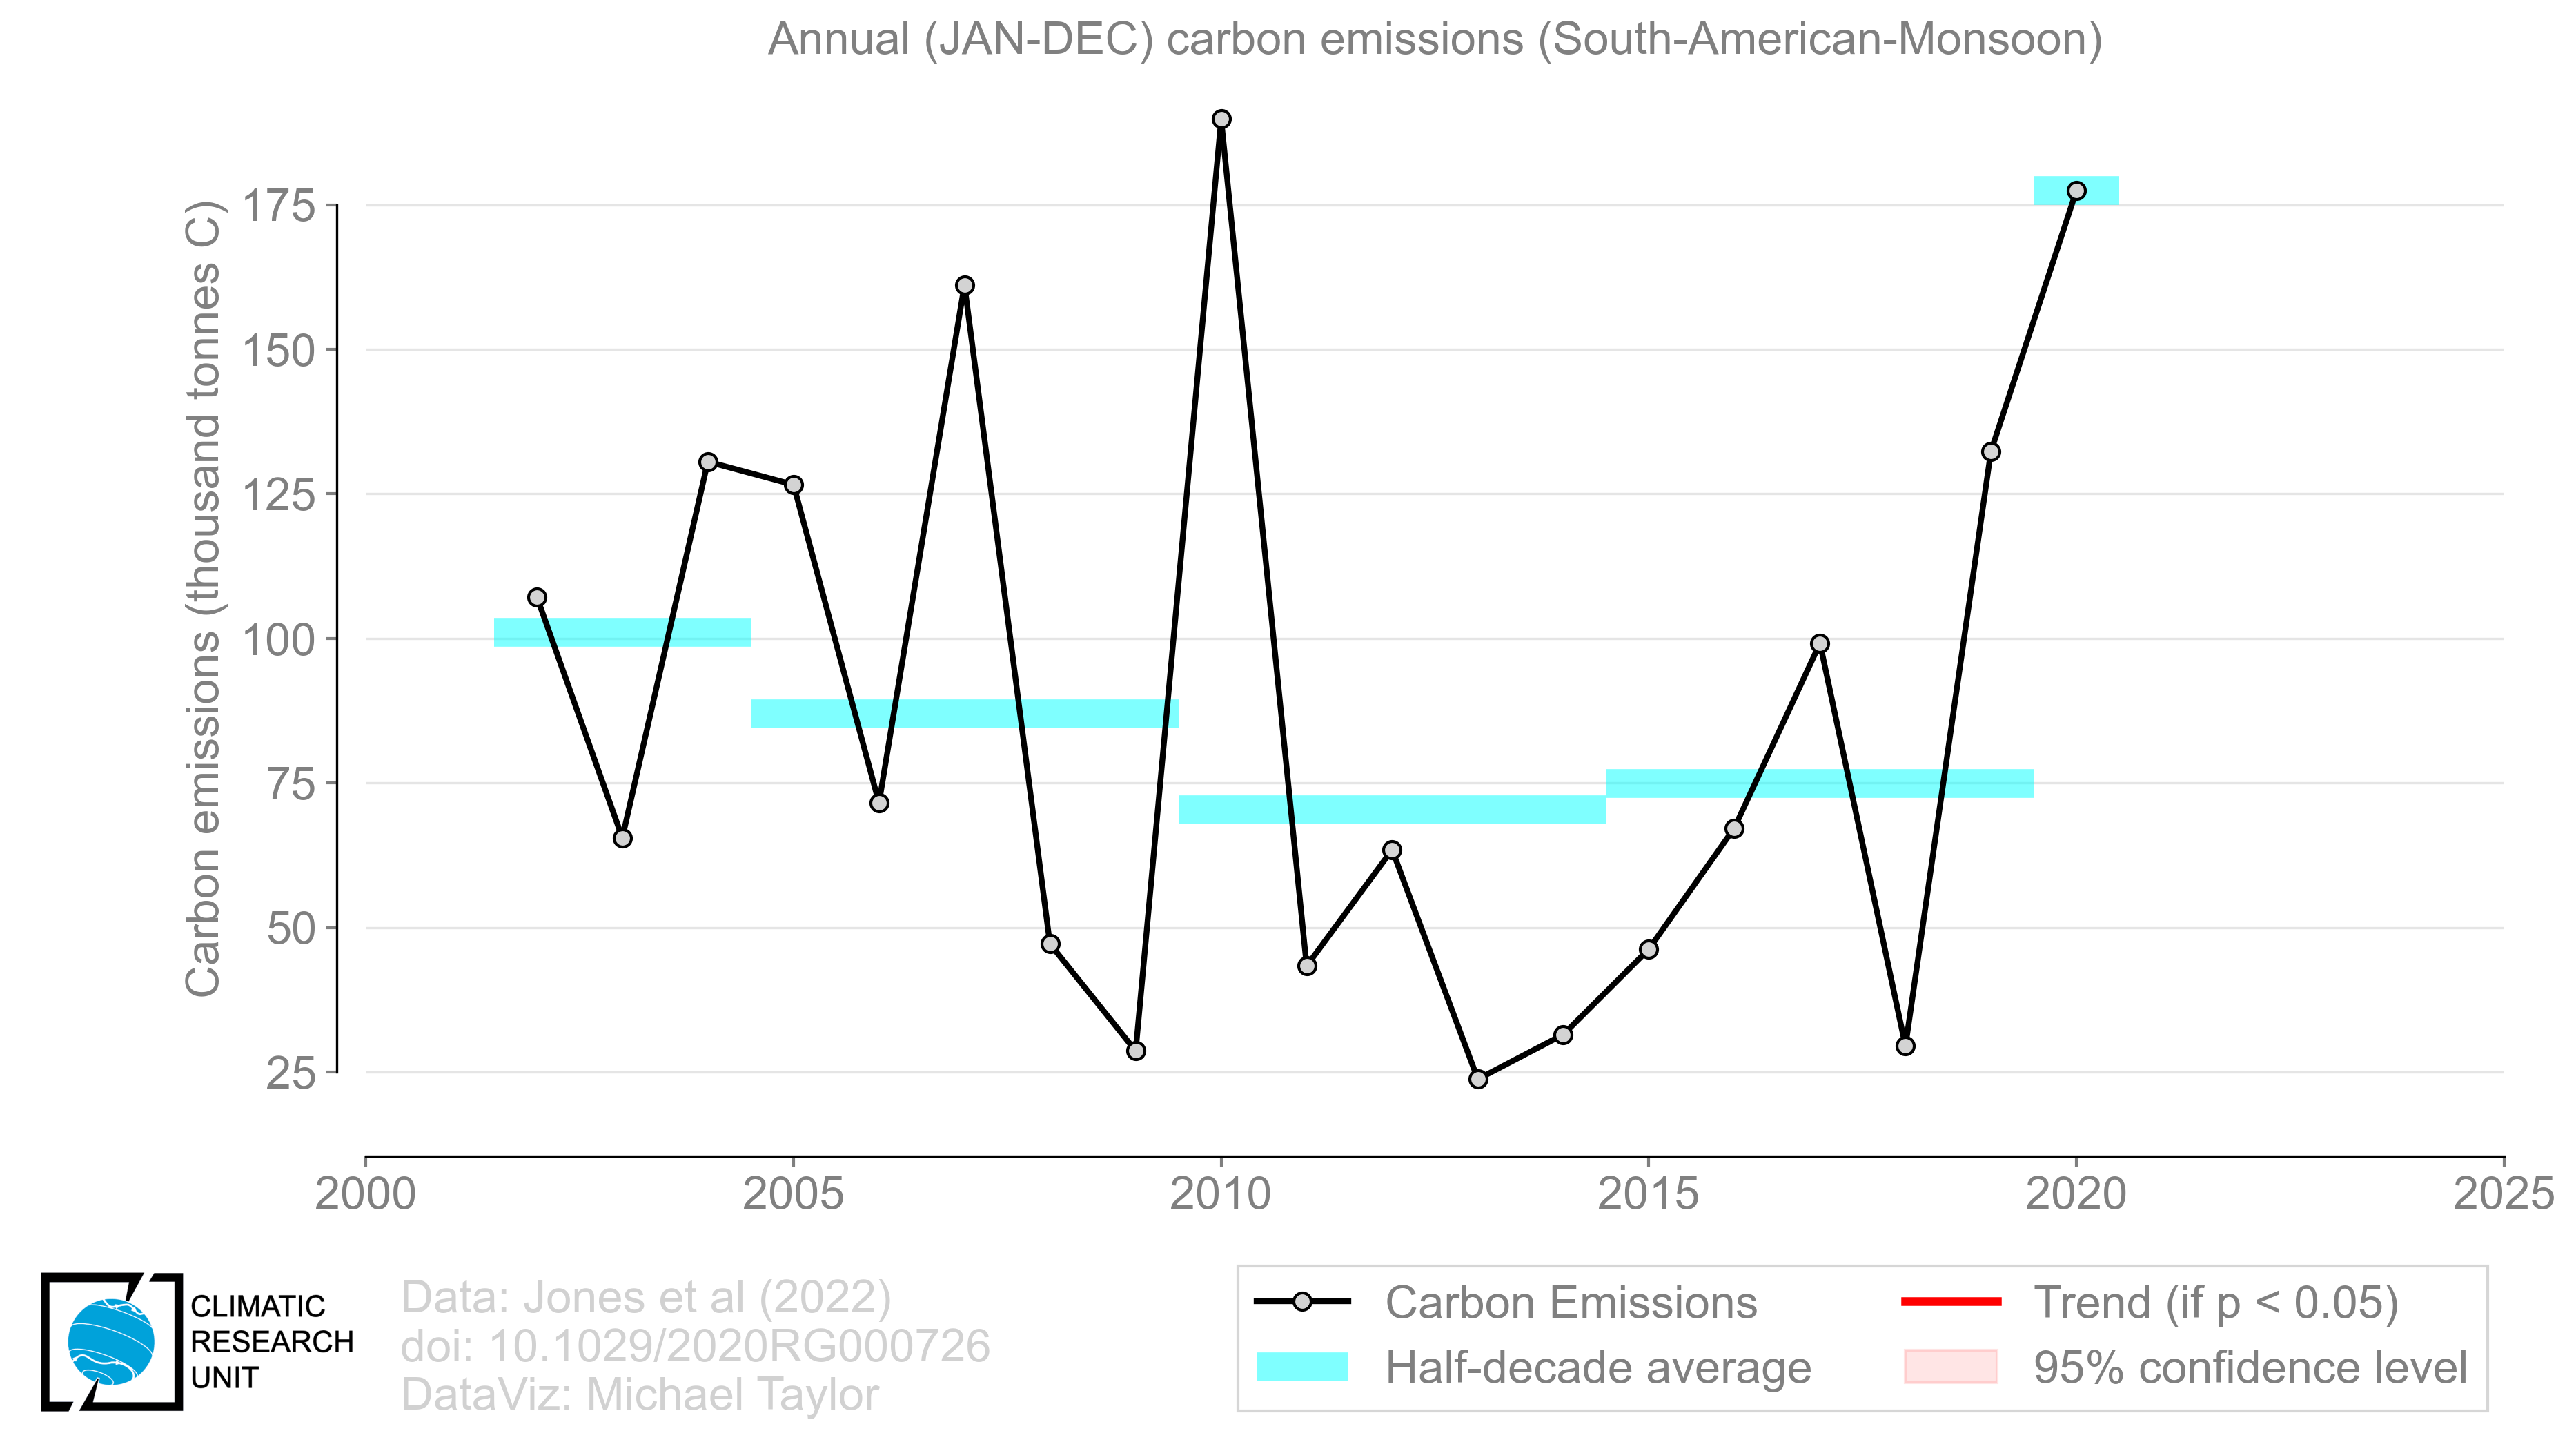 Annual (JAN-DEC) carbon emissions (South-American-Monsoon)
Carbon emissions (thousand tonnes C)
175
150
125
100
75
50
25
2000
2005
2010
2015
2020
2025
CLIMATIC
RESEARCH
UNIT
Data: Jones et al (2022)
doi: 10.1029/2020RG000726
DataViz: Michael Taylor
Carbon Emissions
Half-decade average
Trend (if p < 0.05)
95% confidence level